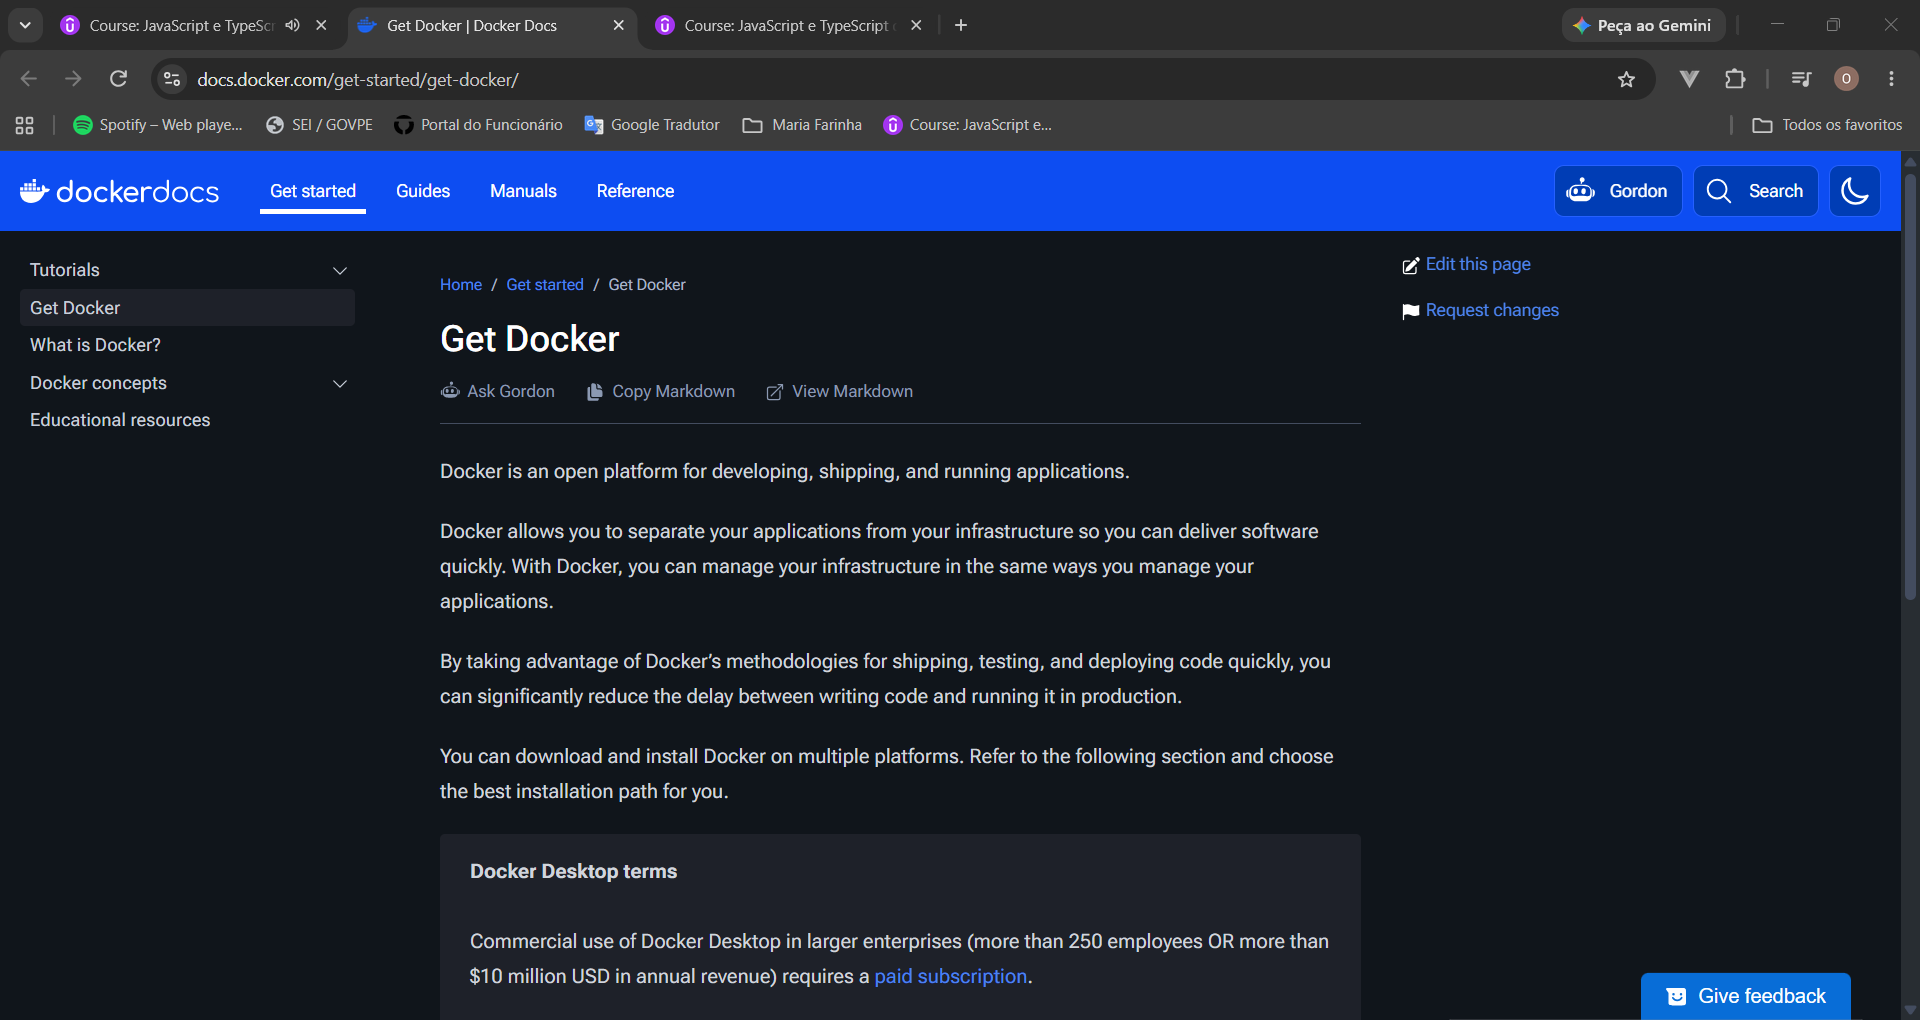 Course: JavaScript e TypeScr
Get Docker | Docker Docs
Course: JavaScript e TypeScript
Peça ao Gemini
docs.docker.com/get-started/get-docker/
O
Spotify – Web playe...
SEI / GOVPE
Portal do Funcionário
Google Tradutor
Maria Farinha
Course: JavaScript e...
Todos os favoritos
dockerdocs
Get started
Guides
Manuals
Reference
Gordon
Search
Tutorials
Get Docker
What is Docker?
Docker concepts
Educational resources
Home / Get started / Get Docker
Get Docker
Ask Gordon
Copy Markdown
View Markdown
Docker is an open platform for developing, shipping, and running applications.
Docker allows you to separate your applications from your infrastructure so you can deliver software
quickly. With Docker, you can manage your infrastructure in the same ways you manage your
applications.
By taking advantage of Docker’s methodologies for shipping, testing, and deploying code quickly, you
can significantly reduce the delay between writing code and running it in production.
You can download and install Docker on multiple platforms. Refer to the following section and choose
the best installation path for you.
Docker Desktop terms
Commercial use of Docker Desktop in larger enterprises (more than 250 employees OR more than
$10 million USD in annual revenue) requires a paid subscription.
Edit this page
Request changes
Give feedback